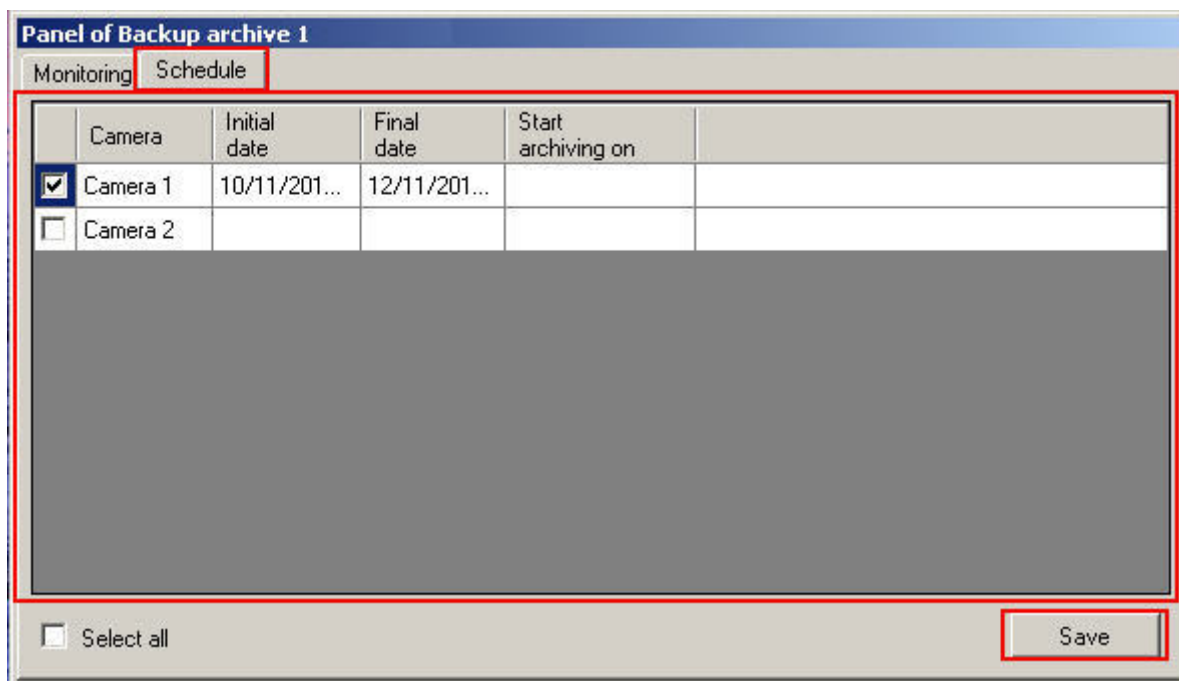 Panel of Backup archive 1
Monitoring Schedule
Camera Initial date Final date Start archiving on
Camera 1 10/11/201... 12/11/201...
Camera 2
Select all Save